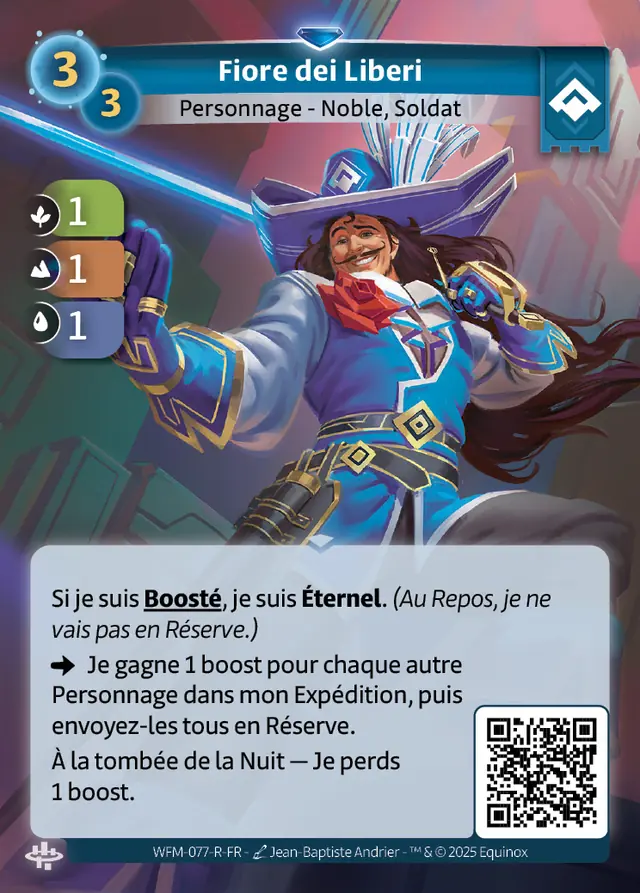 3
3
Fiore dei Liberi
Personnage - Noble, Soldat
1
1
1
Si je suis Boosté, je suis Éternel. (Au Repos, je ne
vais pas en Réserve.)
Je gagne 1 boost pour chaque autre
Personnage dans mon Expédition, puis
envoyez-les tous en Réserve.
À la tombée de la Nuit — Je perds
1 boost.
WFM-077-R-FR - Jean-Baptiste Andrier - ™ & © 2025 Equinox